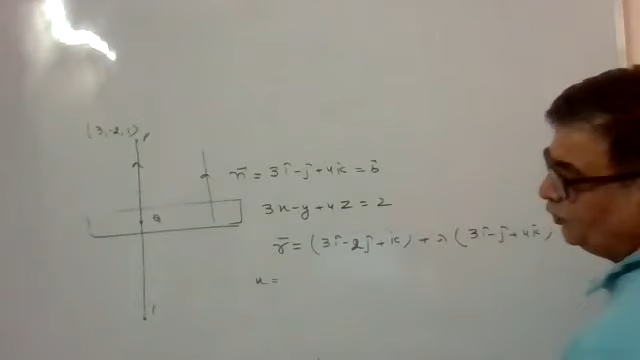 (3,-2,1) P
n̄ = 3î-ĵ+4k̂ = b̄
Q
3x-y+4z=2
r̄ = (3î-2ĵ+k̂) + λ(3î-ĵ+4k̂)
x =